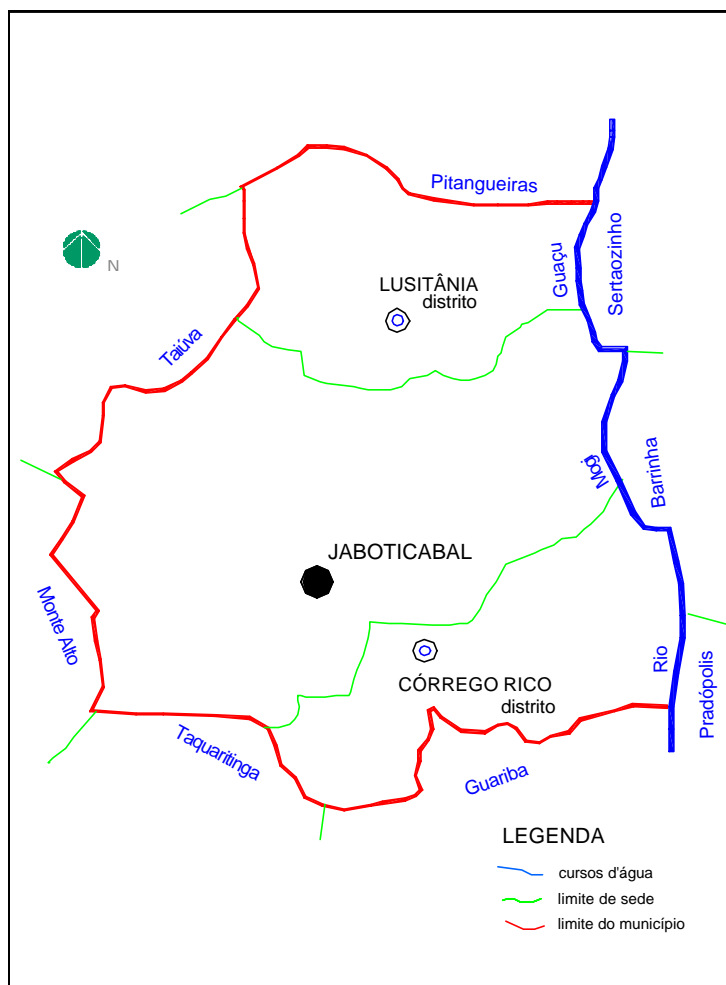 Pitangueiras
Guaçu
Sertaozinho
N
LUSITÂNIA
distrito
Taiúva
Mogi
Barrinha
JABOTICABAL
Monte Alto
Rio
Pradópolis
CÓRREGO RICO
distrito
Taquaritinga
Guariba
LEGENDA
cursos d'água
limite de sede
limite do município